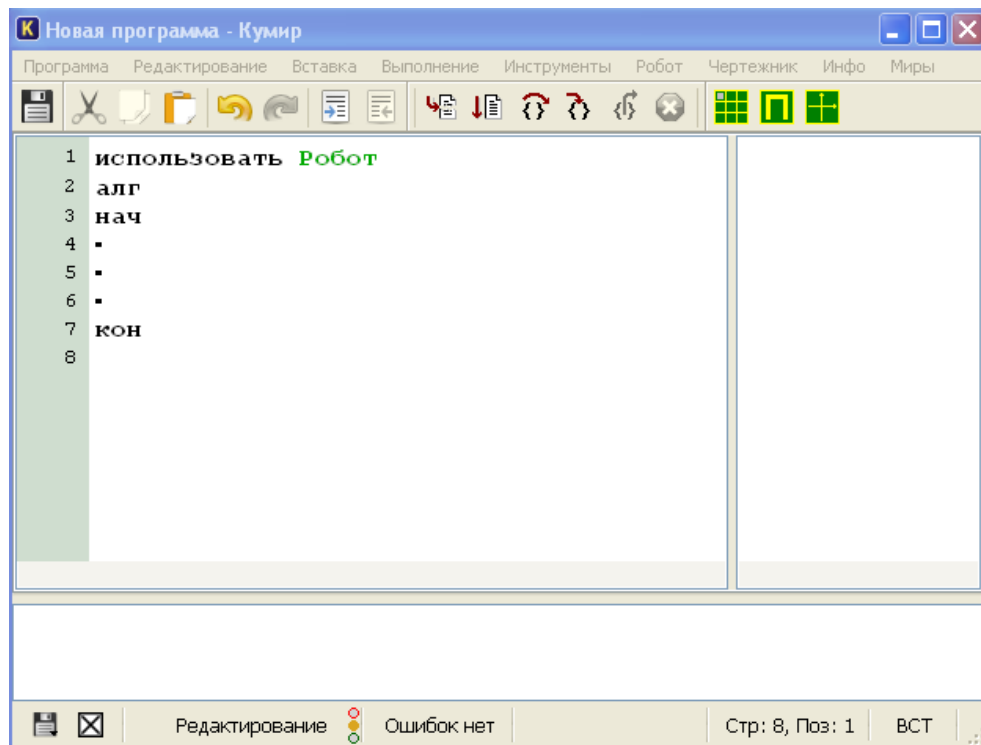 Новая программа - Кумир
Программа Редактирование Вставка Выполнение Инструменты Робот Чертежник Инфо Миры
1 использовать Робот
2 алг
3 нач
4
5
6
7 кон
8
Редактирование Ошибок нет Стр: 8, Поз: 1 ВСТ